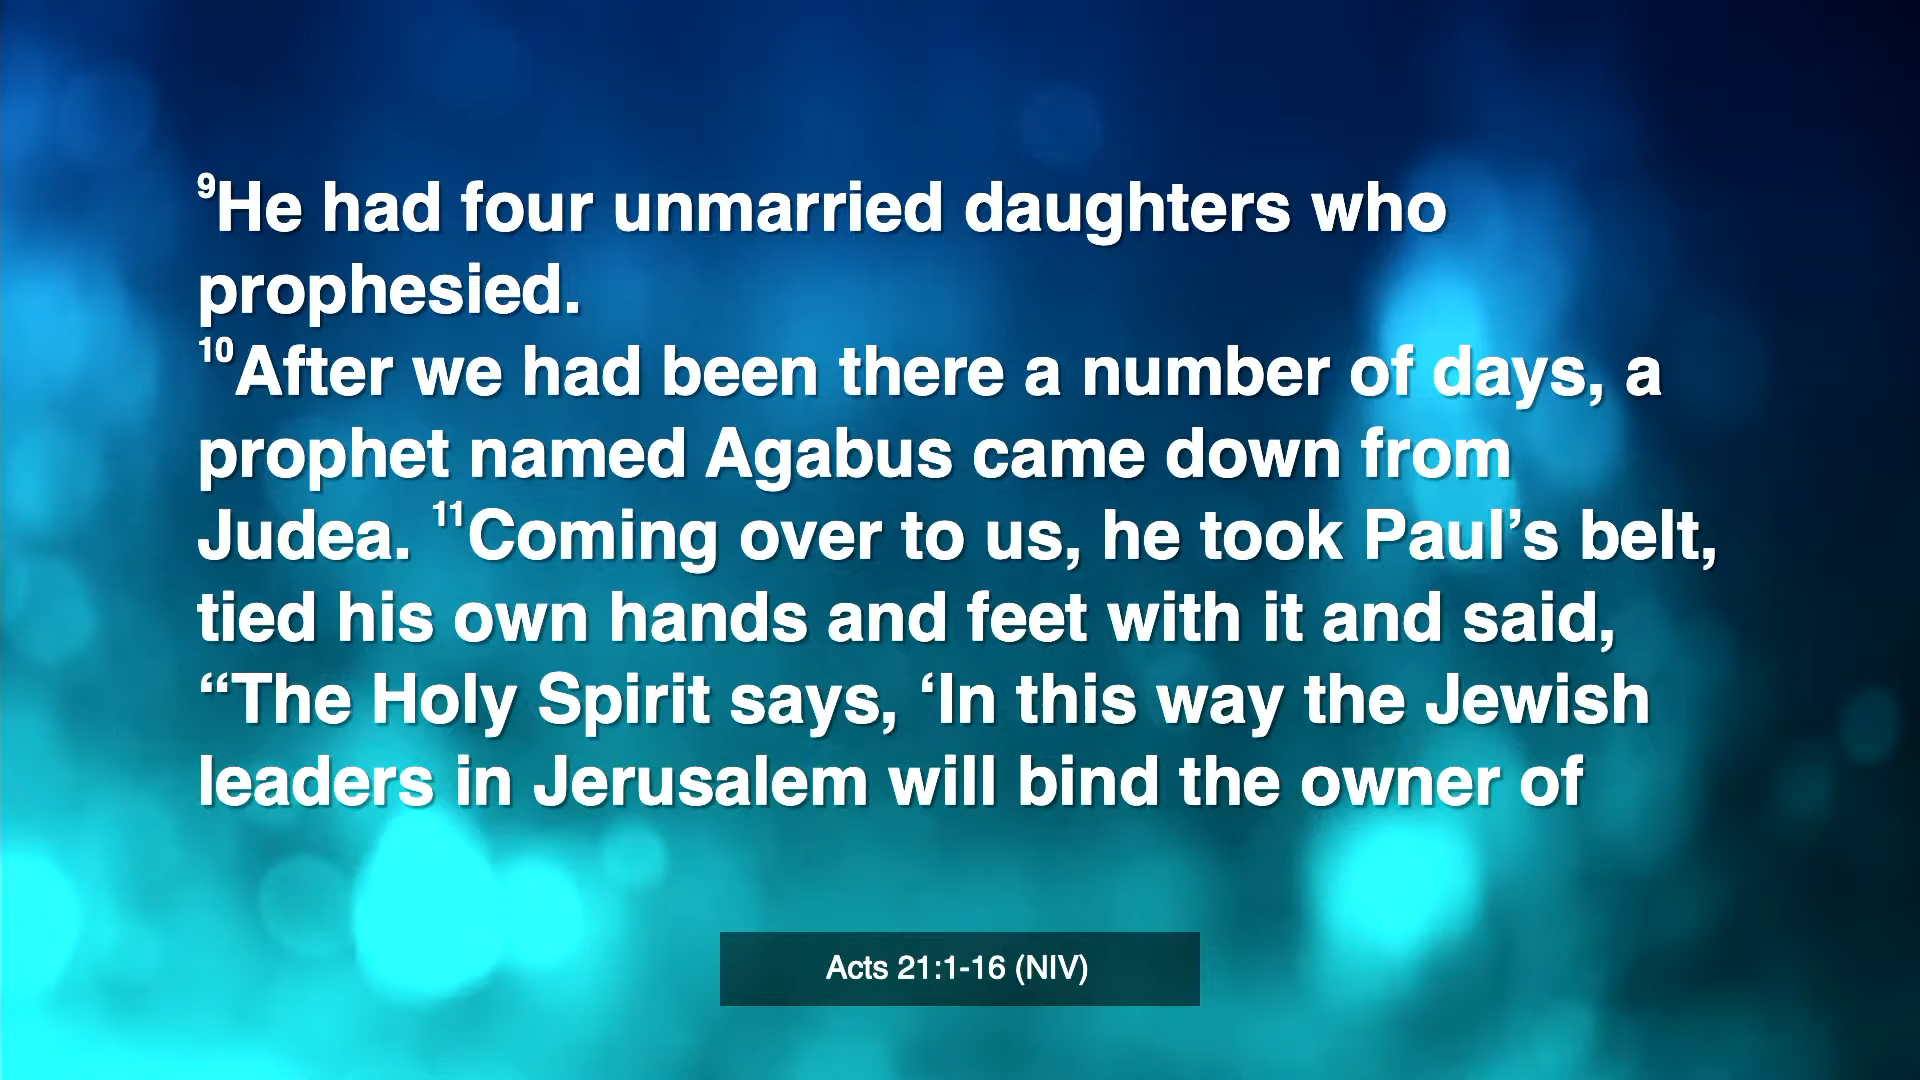 ⁹He had four unmarried daughters who
prophesied.
¹⁰After we had been there a number of days, a
prophet named Agabus came down from
Judea. ¹¹Coming over to us, he took Paul’s belt,
tied his own hands and feet with it and said,
“The Holy Spirit says, ‘In this way the Jewish
leaders in Jerusalem will bind the owner of
Acts 21:1-16 (NIV)